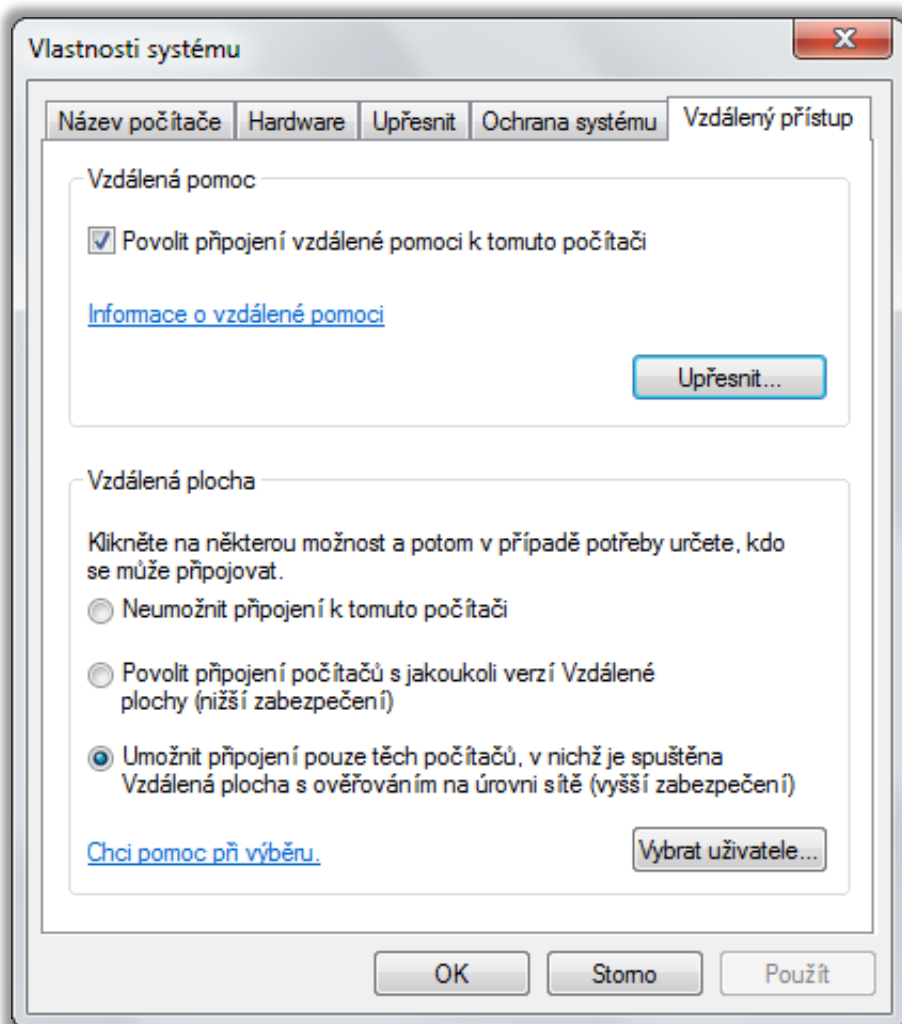 Vlastnosti systému
Název počítače Hardware Upřesnit Ochrana systému Vzdálený přístup
Vzdálená pomoc
Povolit připojení vzdálené pomoci k tomuto počítači
Informace o vzdálené pomoci
Upřesnit...
Vzdálená plocha
Klikněte na některou možnost a potom v případě potřeby určete, kdo
se může připojovat.
Neumožnit připojení k tomuto počítači
Povolit připojení počítačů s jakoukoli verzí Vzdálené
plochy (nižší zabezpečení)
Umožnit připojení pouze těch počítačů, v nichž je spuštěna
Vzdálená plocha s ověřováním na úrovni sítě (vyšší zabezpečení)
Chci pomoc při výběru.
Vybrat uživatele...
OK Storno Použít